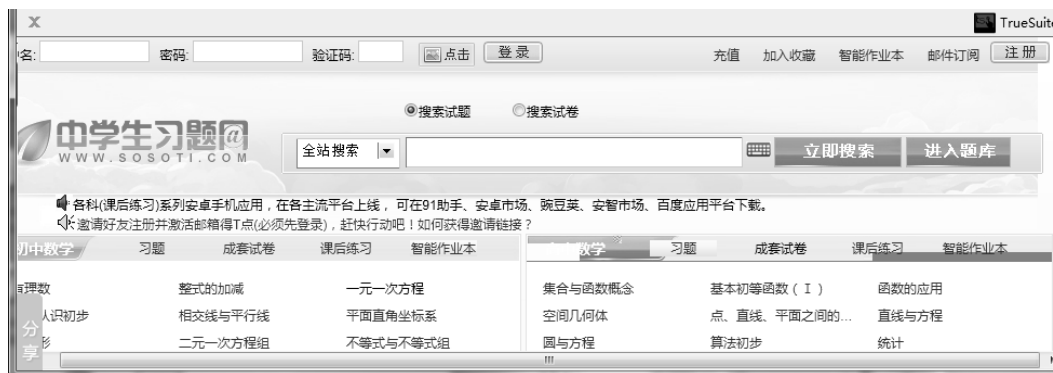 X TrueSuite
名: 密码: 验证码: 点击 登录 充值 加入收藏 智能作业本 邮件订阅 注册
搜索试题 搜索试卷
中学生习题网@
WWW.SOSOTI.COM
全站搜索 立即搜索 进入题库
各科(课后练习)系列安卓手机应用，在各主流平台上线， 可在91助手、安卓市场、豌豆荚、安智市场、百度应用平台下载。
邀请好友注册并激活邮箱得T点(必须先登录)，赶快行动吧！如何获得邀请链接？
初中数学 习题 成套试卷 课后练习 智能作业本 数学 习题 成套试卷 课后练习 智能作业本
有理数 整式的加减 一元一次方程 集合与函数概念 基本初等函数（I） 函数的应用
认识初步 相交线与平行线 平面直角坐标系 空间几何体 点、直线、平面之间的... 直线与方程
形 二元一次方程组 不等式与不等式组 圆与方程 算法初步 统计
分享